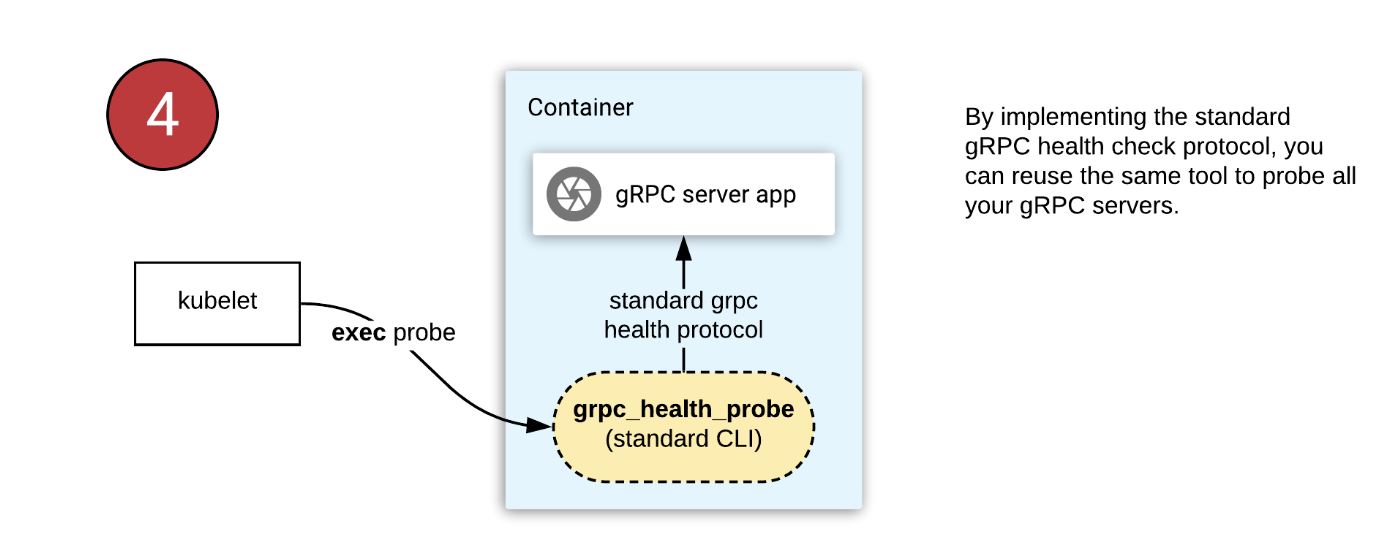 4
Container
gRPC server app
By implementing the standard
gRPC health check protocol, you
can reuse the same tool to probe all
your gRPC servers.
kubelet
exec probe
standard grpc
health protocol
grpc_health_probe
(standard CLI)